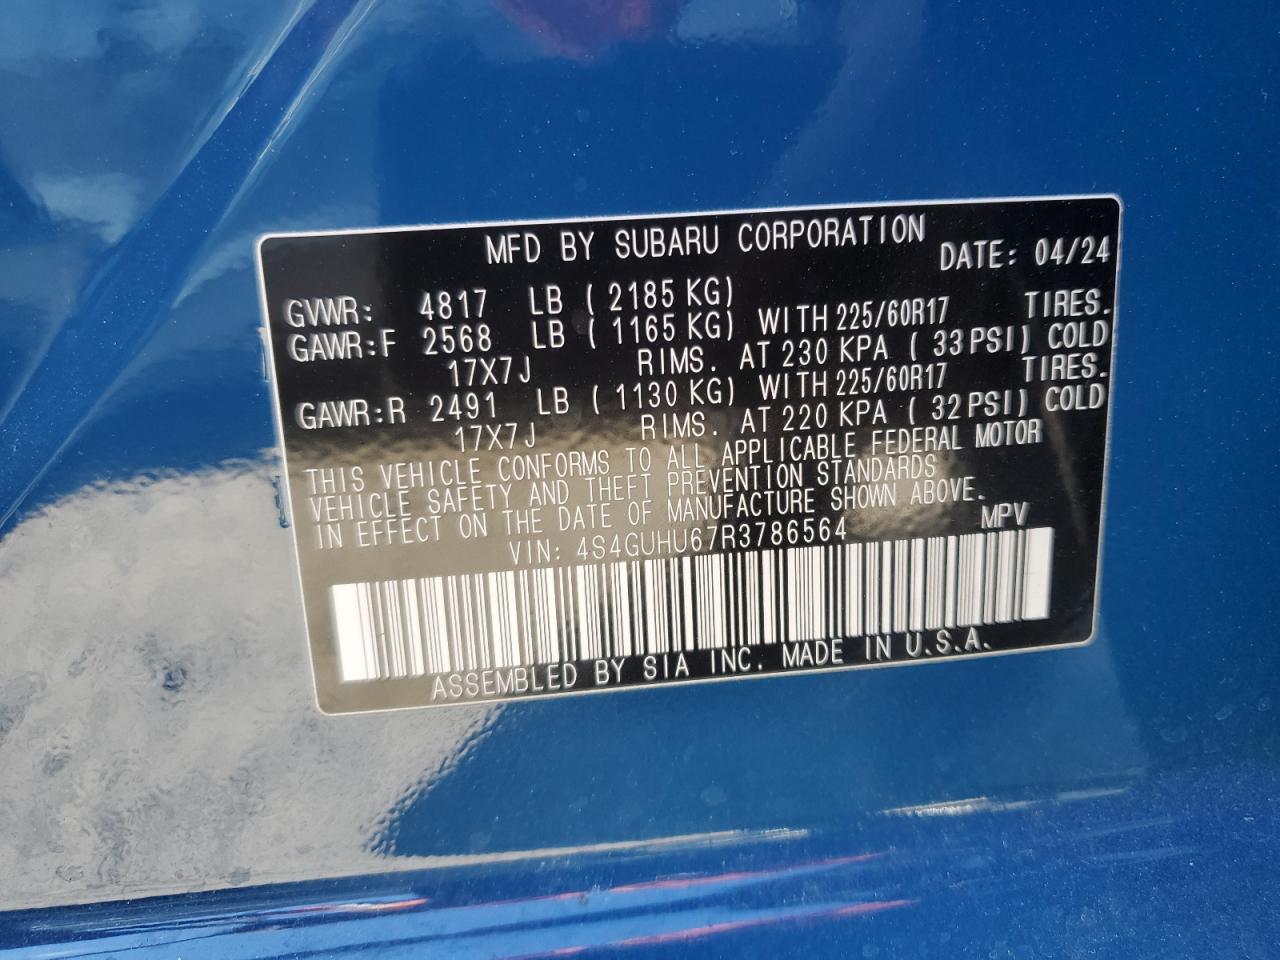 MFD BY SUBARU CORPORATION DATE: 04/24
GVWR: 4817 LB ( 2185 KG)
GAWR:F 2568 LB ( 1165 KG) WITH 225/60R17 TIRES.
17X7J RIMS. AT 230 KPA ( 33 PSI) COLD
GAWR:R 2491 LB ( 1130 KG) WITH 225/60R17 TIRES.
17X7J RIMS. AT 220 KPA ( 32 PSI) COLD
THIS VEHICLE CONFORMS TO ALL APPLICABLE FEDERAL MOTOR
VEHICLE SAFETY AND THEFT PREVENTION STANDARDS
IN EFFECT ON THE DATE OF MANUFACTURE SHOWN ABOVE.
VIN: 4S4GUHU67R3786564 MPV
ASSEMBLED BY SIA INC. MADE IN U.S.A.